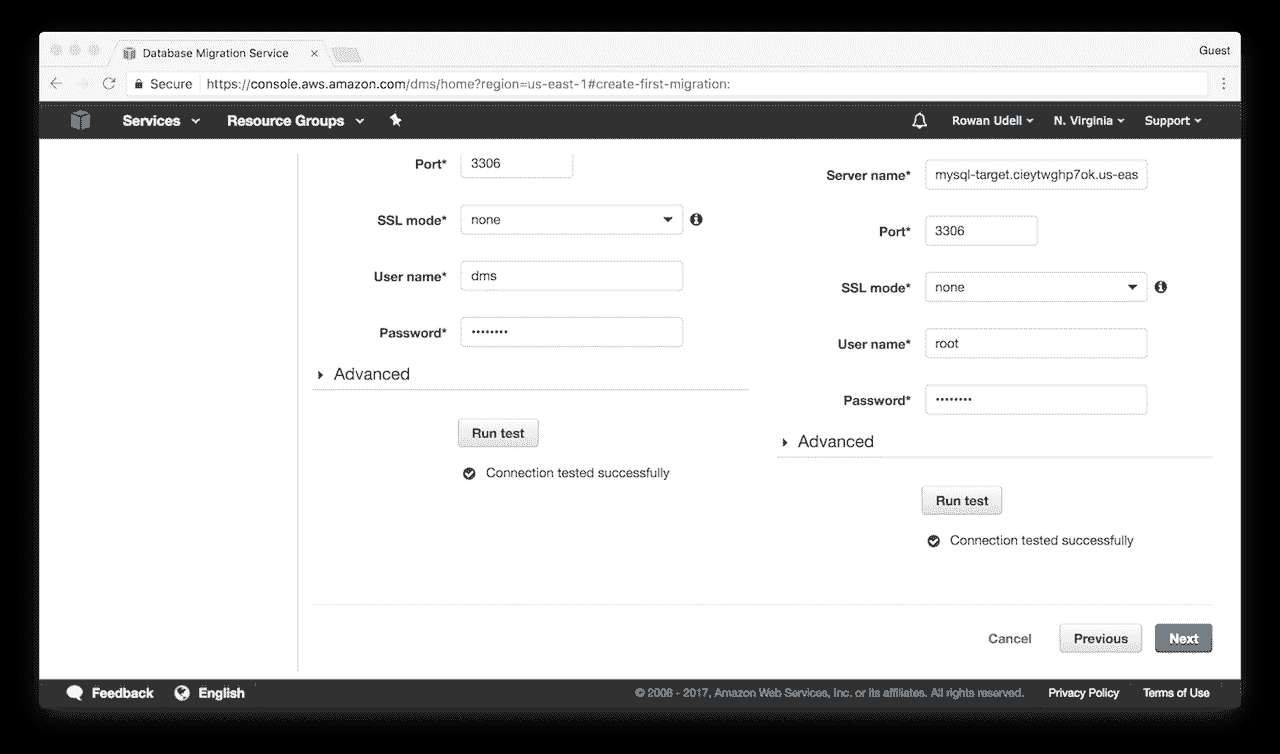 Database Migration Service ×
Guest
Secure https://console.aws.amazon.com/dms/home?region=us-east-1#create-first-migration:
Services Resource Groups Rowan Udell N. Virginia Support
Port* 3306
SSL mode* none
User name* dms
Password* ••••••••
Advanced
Run test
Connection tested successfully
Server name* mysql-target.cieytwghp7ok.us-eas
Port* 3306
SSL mode* none
User name* root
Password* ••••••••
Advanced
Run test
Connection tested successfully
Cancel Previous Next
Feedback English © 2008 - 2017, Amazon Web Services, Inc. or its affiliates. All rights reserved. Privacy Policy Terms of Use